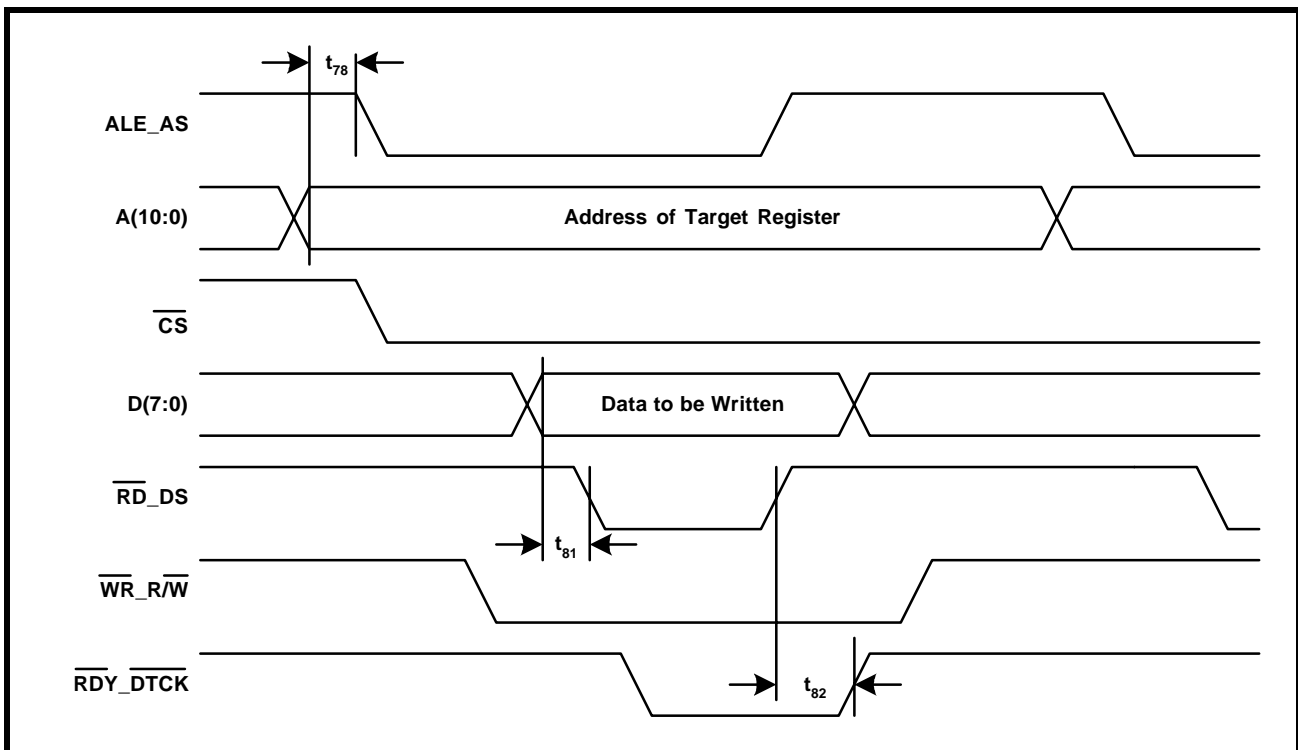 t78
ALE_AS
A(10:0)
Address of Target Register
CS
D(7:0)
Data to be Written
RD_DS
t81
WR_R/W
RDY_DTCK
t82